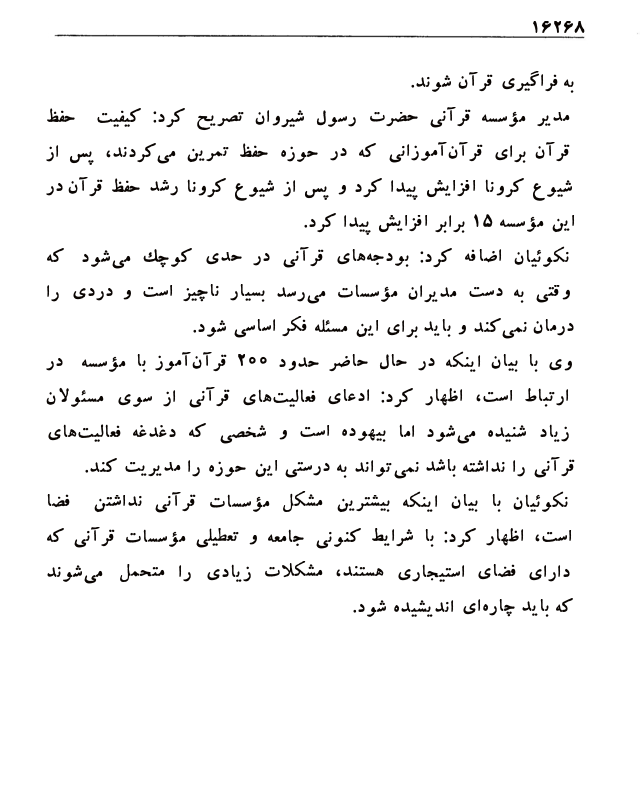 ۱۶۲۶۸
به فراگیری قرآن شوند.
مدیر مؤسسه قرآنی حضرت رسول شیروان تصریح کرد: کیفیت حفظ
قرآن برای قرآن‌آموزانی که در حوزه حفظ تمرین می‌کردند، پس از
شیوع کرونا افزایش پیدا کرد و پس از شیوع کرونا رشد حفظ قرآن در
این مؤسسه ۱۵ برابر افزایش پیدا کرد.
نکوئیان اضافه کرد: بودجه‌های قرآنی در حدی کوچك می‌شود که
وقتی به دست مدیران مؤسسات می‌رسد بسیار ناچیز است و دردی را
درمان نمی‌کند و باید برای این مسئله فکر اساسی شود.
وی با بیان اینکه در حال حاضر حدود ۲۰۰ قرآن‌آموز با مؤسسه در
ارتباط است، اظهار کرد: ادعای فعالیت‌های قرآنی از سوی مسئولان
زیاد شنیده می‌شود اما بیهوده است و شخصی که دغدغه فعالیت‌های
قرآنی را نداشته باشد نمی‌تواند به درستی این حوزه را مدیریت کند.
نکوئیان با بیان اینکه بیشترین مشکل مؤسسات قرآنی نداشتن فضا
است، اظهار کرد: با شرایط کنونی جامعه و تعطیلی مؤسسات قرآنی که
دارای فضای استیجاری هستند، مشکلات زیادی را متحمل می‌شوند
که باید چاره‌ای اندیشیده شود.